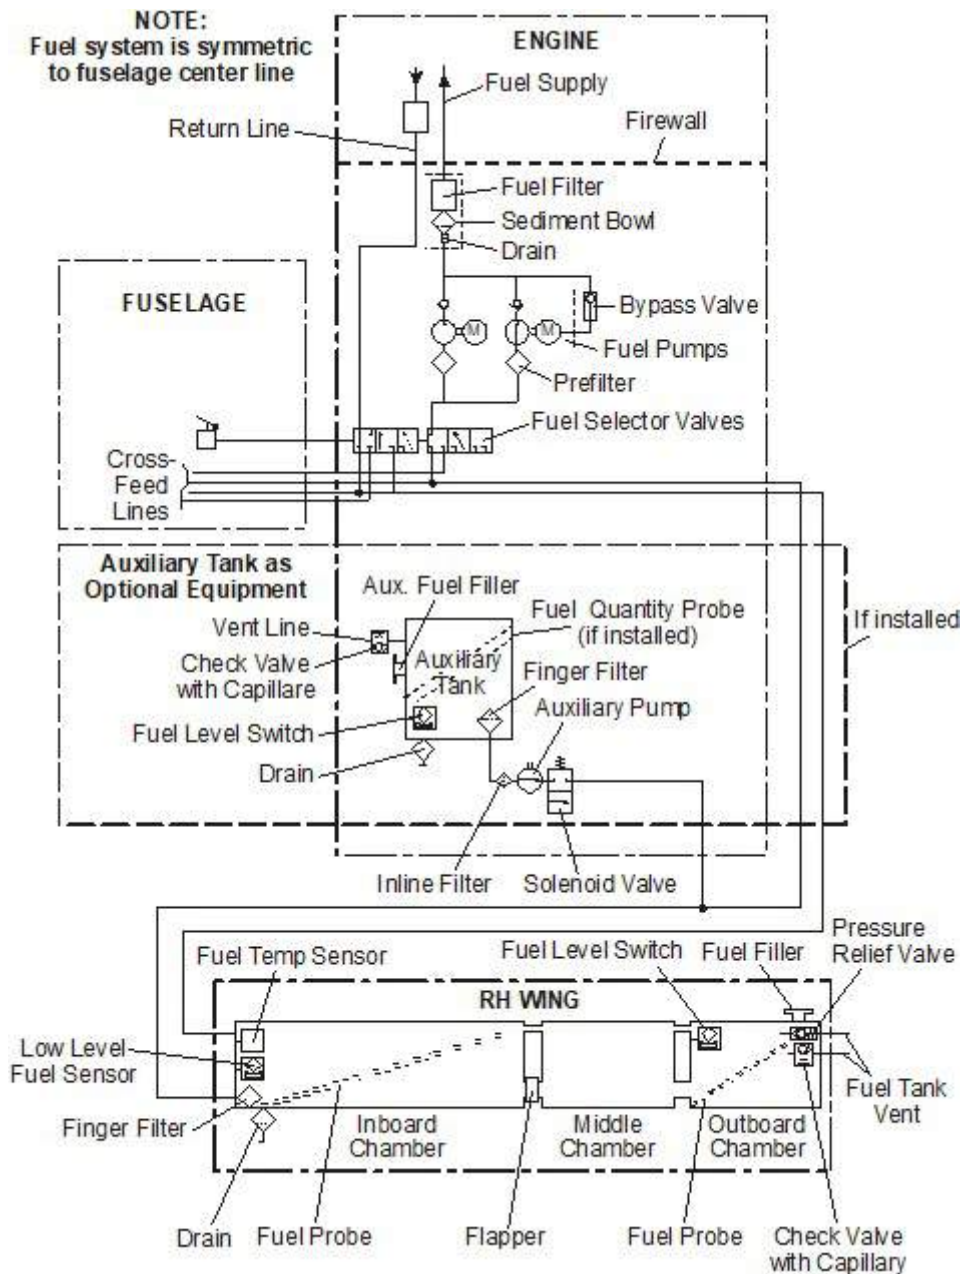 NOTE:
Fuel system is symmetric
to fuselage center line
ENGINE
Fuel Supply
Return Line
Firewall
Fuel Filter
Sediment Bowl
Drain
FUSELAGE
Bypass Valve
M
M
Fuel Pumps
Prefilter
Fuel Selector Valves
Cross-
Feed
Lines
Auxiliary Tank as
Optional Equipment
Aux. Fuel Filler
Fuel Quantity Probe
(if installed)
If installed
Vent Line
Check Valve
with Capillare
Auxiliary
Tank
Finger Filter
Auxiliary Pump
Fuel Level Switch
Drain
Inline Filter
Solenoid Valve
Fuel Temp Sensor
Fuel Level Switch
Fuel Filler
Pressure
Relief Valve
RH WING
Low Level
Fuel Sensor
Fuel Tank
Vent
Finger Filter
Inboard
Chamber
Middle
Chamber
Outboard
Chamber
Drain
Fuel Probe
Flapper
Fuel Probe
Check Valve
with Capillary